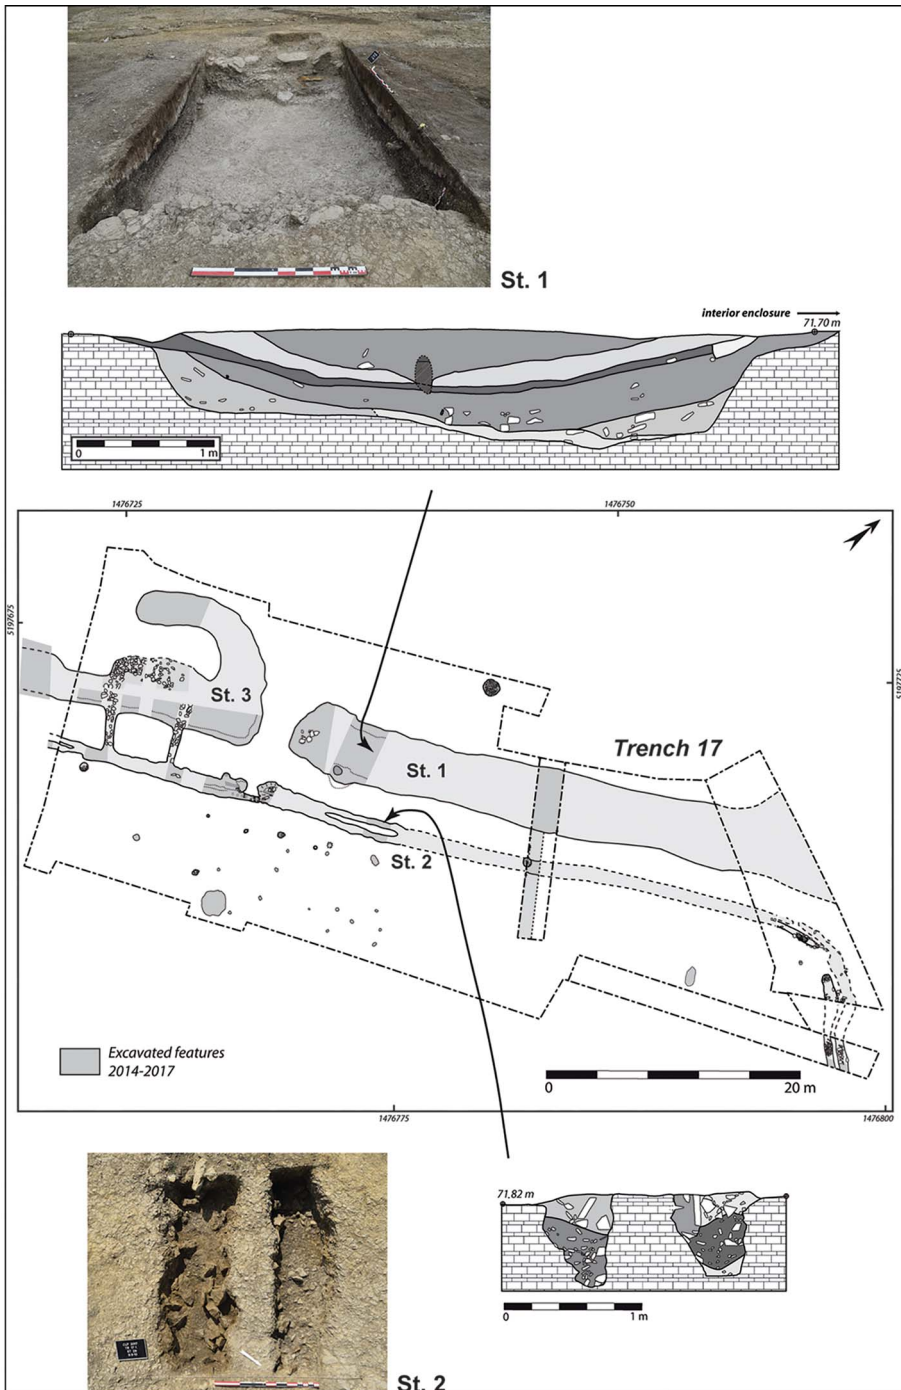 St. 1
interior enclosure
71.70 m
0
1 m
1476725
1476750
5197675
5197725
St. 3
Trench 17
St. 1
St. 2
Excavated features
2014-2017
0
20 m
1476775
1476800
71.82 m
0
1 m
St. 2